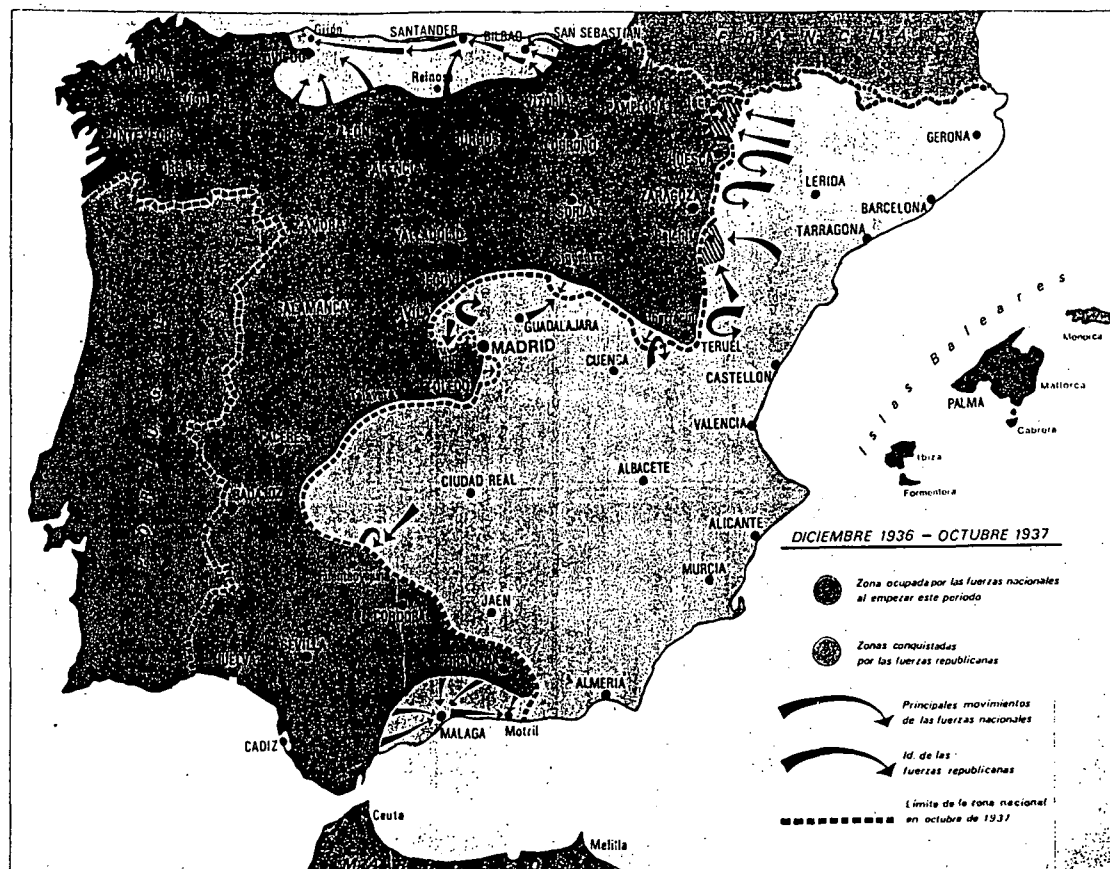 Gijón
SANTANDER
BILBAO
SAN SEBASTIAN
FRANCIA
Reinosa
LEON
BURGOS
LOGROÑO
PAMPLONA
HUESCA
GERONA
PONTEVEDRA
PALENCIA
LERIDA
BARCELONA
ZARAGOZA
SORIA
TARRAGONA
ZAMORA
VALLADOLID
SALAMANCA
GUADALAJARA
MADRID
TERUEL
CUENCA
TOLEDO
CASTELLON
VALENCIA
CACERES
BADAJOZ
CIUDAD REAL
ALBACETE
ALICANTE
MURCIA
JAEN
CORDOBA
SEVILLA
HUELVA
GRANADA
ALMERIA
MALAGA
Motril
CADIZ
Ceuta
Melilla
Islas Baleares
Menorca
Mallorca
PALMA
Cabrera
Ibiza
Formentera
DICIEMBRE 1936 – OCTUBRE 1937
Zona ocupada por las fuerzas nacionales
al empezar este periodo
Zonas conquistadas
por las fuerzas republicanas
Principales movimientos
de las fuerzas nacionales
Id. de las
fuerzas republicanas
Límite de la zona nacional
en octubre de 1937